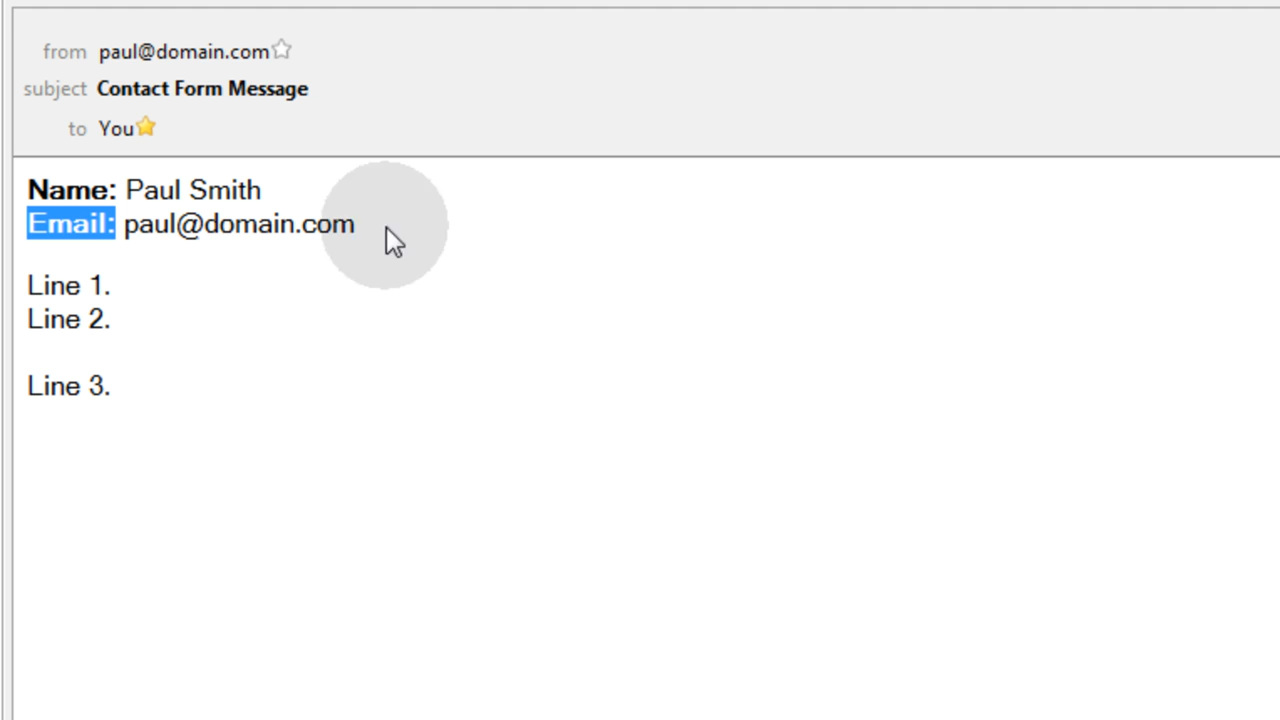 from paul@domain.com
subject Contact Form Message
to You
Name: Paul Smith
Email: paul@domain.com
Line 1.
Line 2.
Line 3.